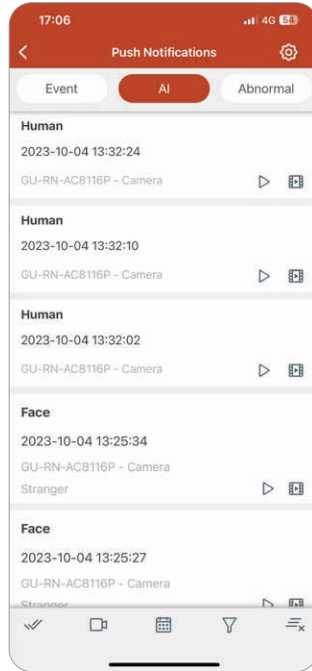 17:06 4G 54
Push Notifications
Event AI Abnormal
Human
2023-10-04 13:32:24
GU-RN-AC8116P - Camera
Human
2023-10-04 13:32:10
GU-RN-AC8116P - Camera
Human
2023-10-04 13:32:02
GU-RN-AC8116P - Camera
Face
2023-10-04 13:25:34
GU-RN-AC8116P - Camera
Stranger
Face
2023-10-04 13:25:27
GU-RN-AC8116P - Camera
Stranger